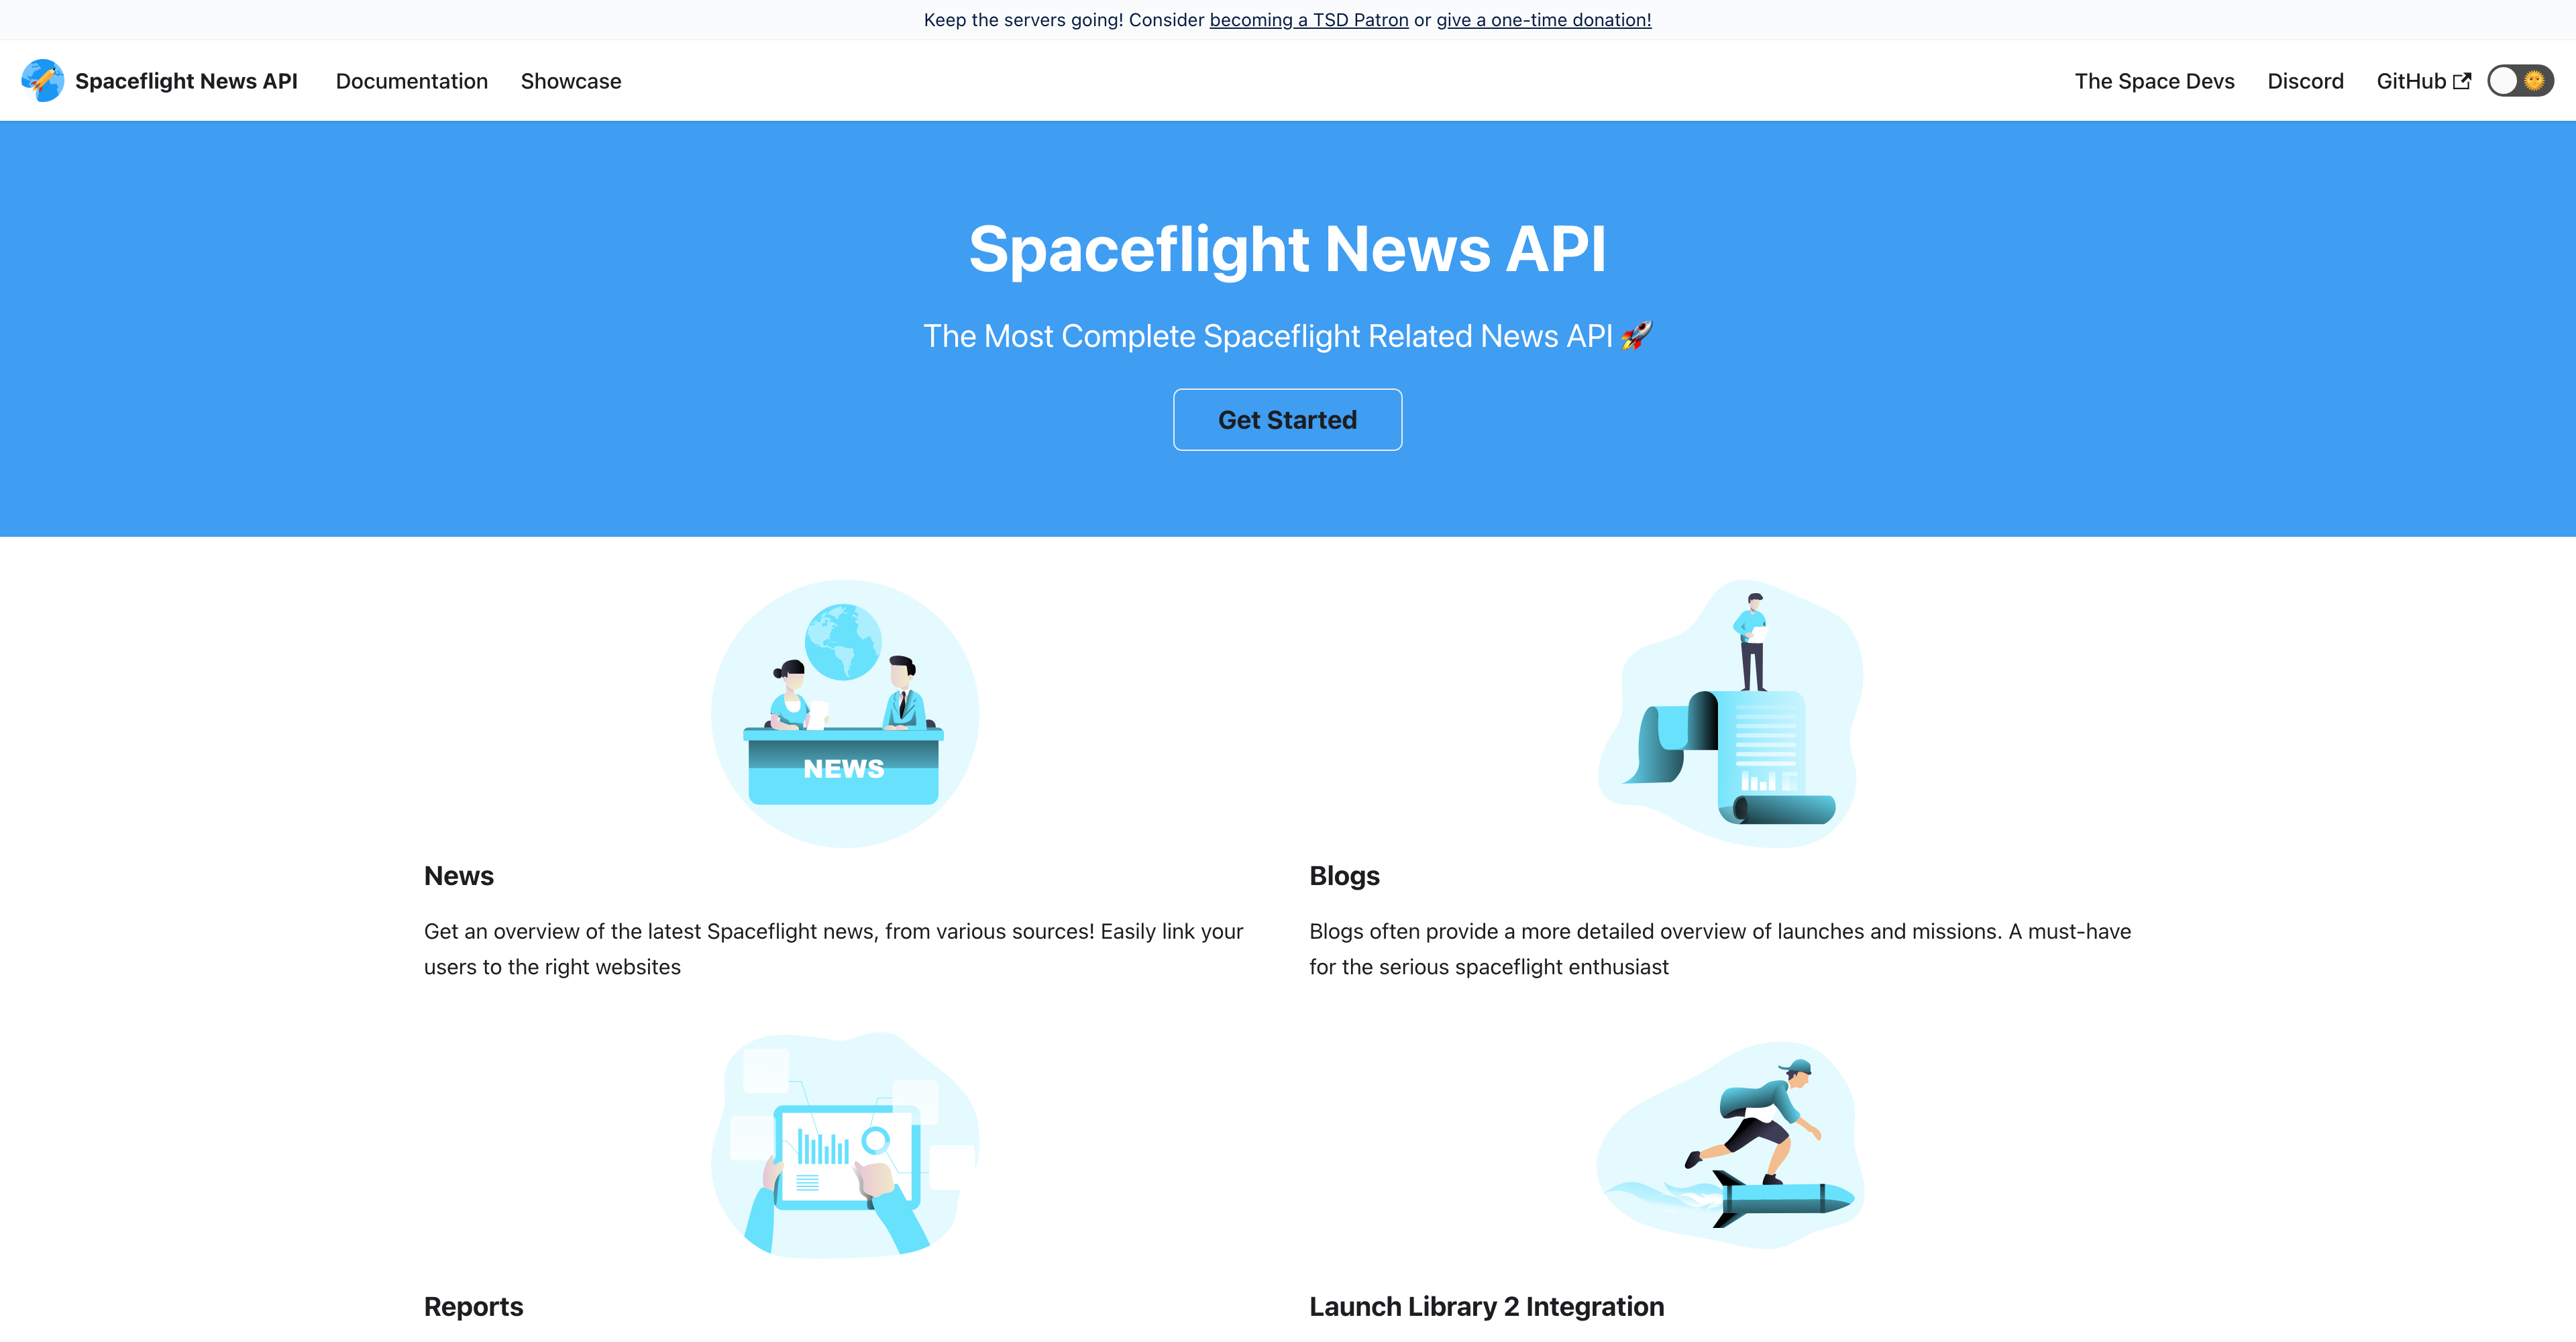 Keep the servers going! Consider becoming a TSD Patron or give a one-time donation!
Spaceflight News API
Documentation
Showcase
The Space Devs
Discord
GitHub
Spaceflight News API
The Most Complete Spaceflight Related News API 🚀
Get Started
NEWS
News
Get an overview of the latest Spaceflight news, from various sources! Easily link your
users to the right websites
Blogs
Blogs often provide a more detailed overview of launches and missions. A must-have
for the serious spaceflight enthusiast
Reports
Launch Library 2 Integration